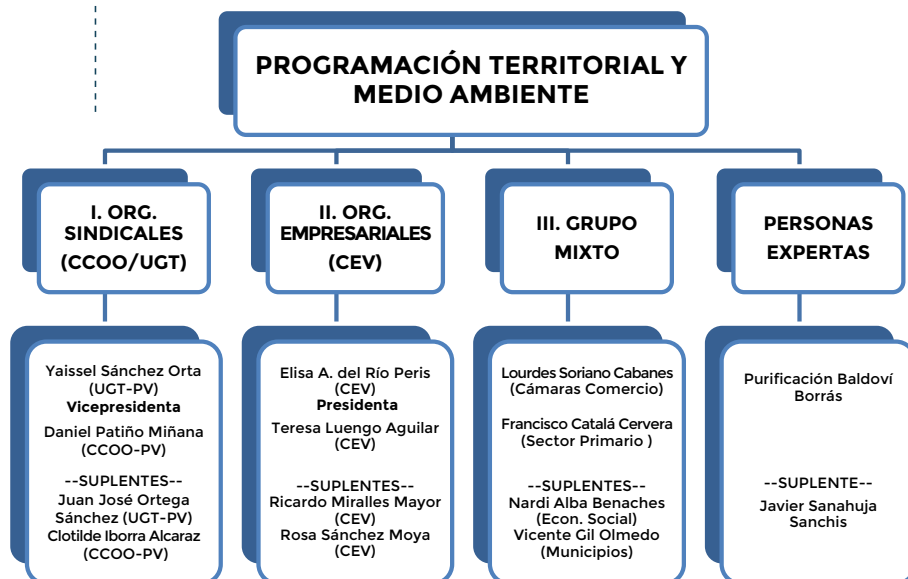 PROGRAMACIÓN TERRITORIAL Y
MEDIO AMBIENTE
I. ORG.
SINDICALES
(CCOO/UGT)
II. ORG.
EMPRESARIALES
(CEV)
III. GRUPO
MIXTO
PERSONAS
EXPERTAS
Yaissel Sánchez Orta
(UGT-PV)
Vicepresidenta
Daniel Patiño Miñana
(CCOO-PV)
--SUPLENTES--
Juan José Ortega
Sánchez (UGT-PV)
Clotilde Iborra Alcaraz
(CCOO-PV)
Elisa A. del Río Peris
(CEV)
Presidenta
Teresa Luengo Aguilar
(CEV)
--SUPLENTES--
Ricardo Miralles Mayor
(CEV)
Rosa Sánchez Moya
(CEV)
Lourdes Soriano Cabanes
(Cámaras Comercio)
Francisco Catalá Cervera
(Sector Primario )
--SUPLENTES--
Nardi Alba Benaches
(Econ. Social)
Vicente Gil Olmedo
(Municipios)
Purificación Baldoví
Borrás
--SUPLENTE--
Javier Sanahuja
Sanchis